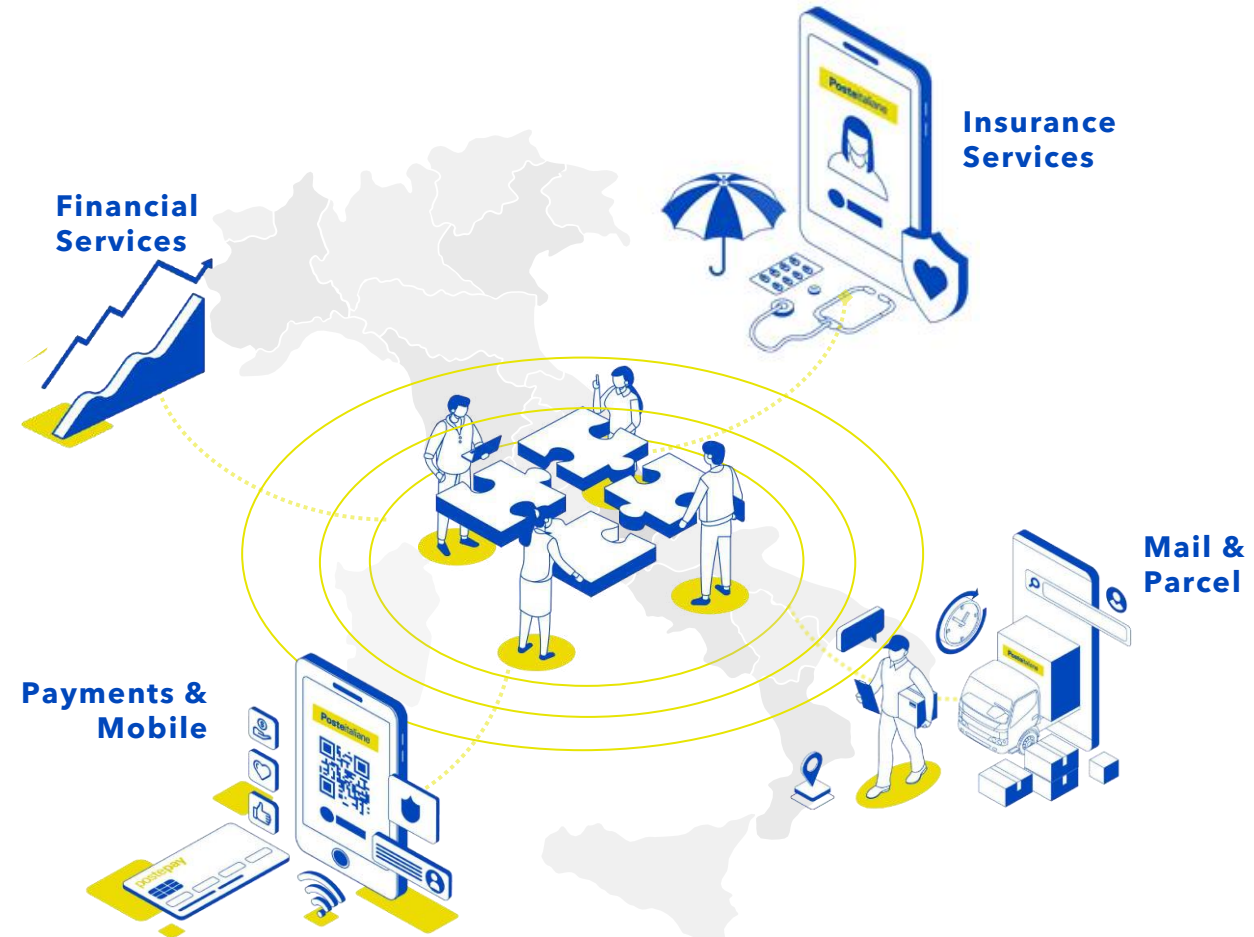 Insurance
Services
Posteitaliane
Financial
Services
Mail &
Parcel
Posteitaliane
Payments &
Mobile
Posteitaliane
postepay